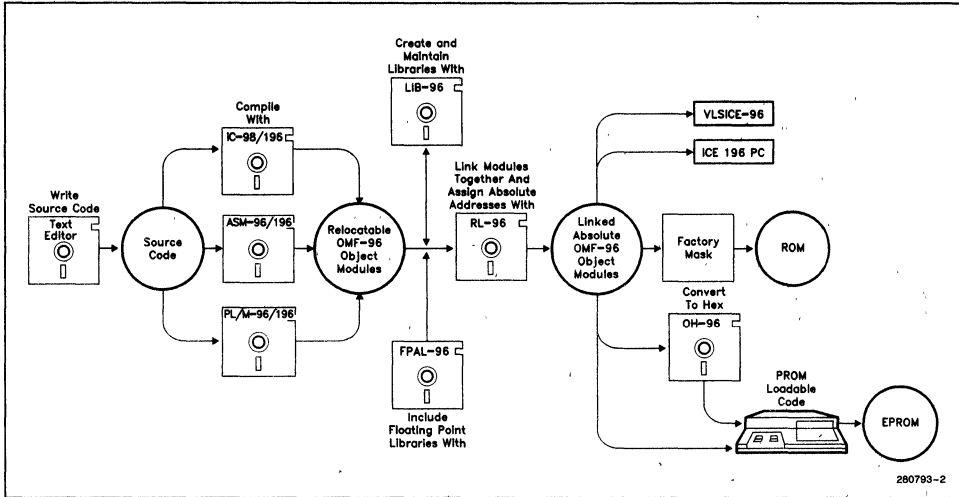 Write
Source Code
Text
Editor
Source
Code
Compile
With
iC-98/196
ASM-96/196
PL/M-96/196
Relocatable
OMF-96
Object
Modules
Create and
Maintain
Libraries With
LIB-96
FPAL-96
Include
Floating Point
Libraries With
Link Modules
Together And
Assign Absolute
Addresses With
RL-96
Linked
Absolute
OMF-96
Object
Modules
VLSICE-96
ICE 196 PC
Factory
Mask
ROM
Convert
To Hex
OH-96
PROM
Loadable
Code
EPROM
280793-2